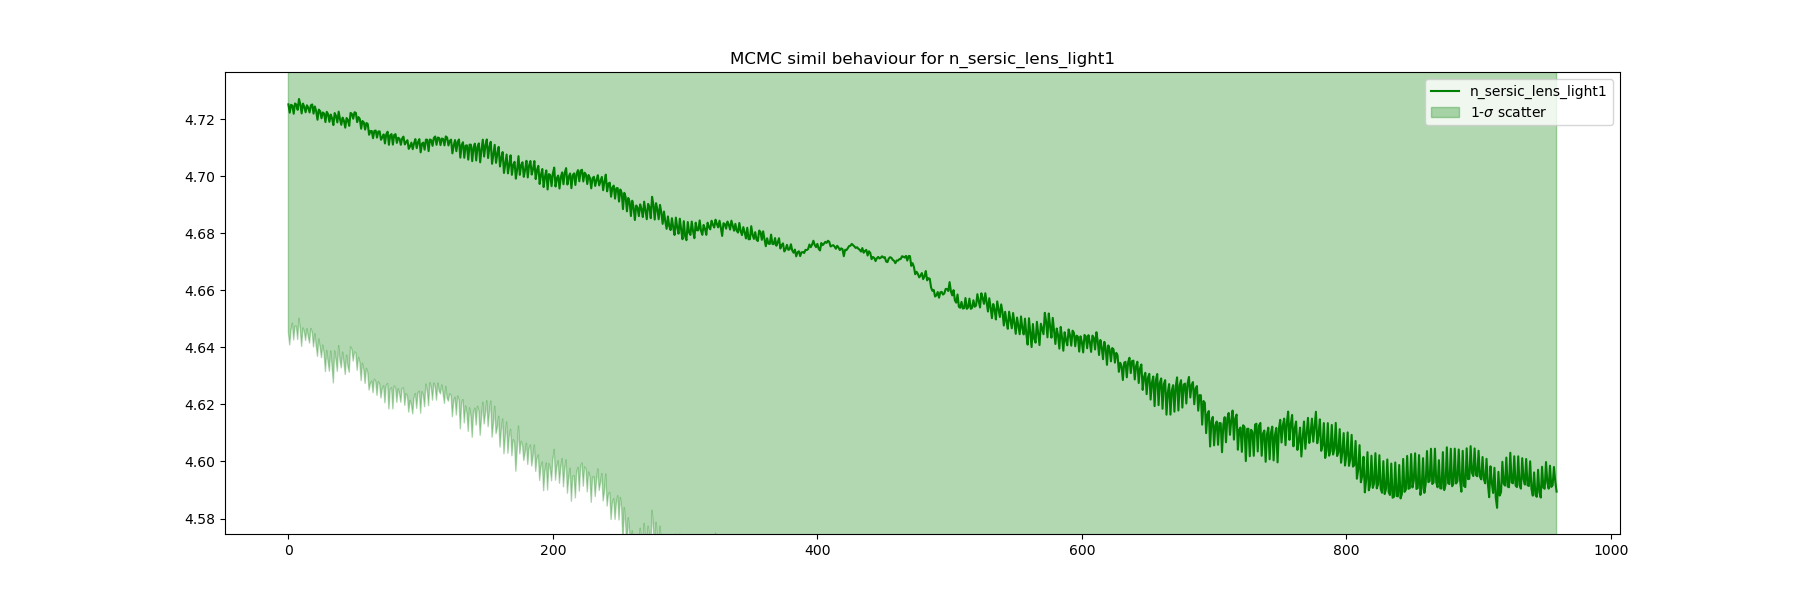 MCMC simil behaviour for n_sersic_lens_light1
n_sersic_lens_light1
1-σ scatter
4.72
4.70
4.68
4.66
4.64
4.62
4.60
4.58
0 200 400 600 800 1000